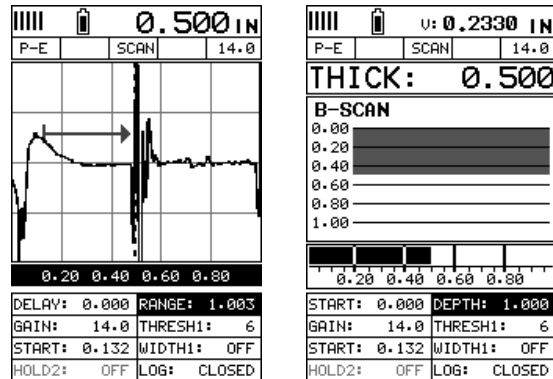 0.500 IN
P-E SCAN 14.0
0.20 0.40 0.60 0.80
DELAY: 0.000 RANGE: 1.003
GAIN: 14.0 THRESH1: 6
START: 0.132 WIDTH1: OFF
HOLD2: OFF LOG: CLOSED
V: 0.2330 IN
P-E SCAN 14.0
THICK: 0.500
B-SCAN
0.00
0.20
0.40
0.60
0.80
1.00
0.20 0.40 0.60 0.80
START: 0.000 DEPTH: 1.000
GAIN: 14.0 THRESH1: 6
START: 0.132 WIDTH1: OFF
HOLD2: OFF LOG: CLOSED